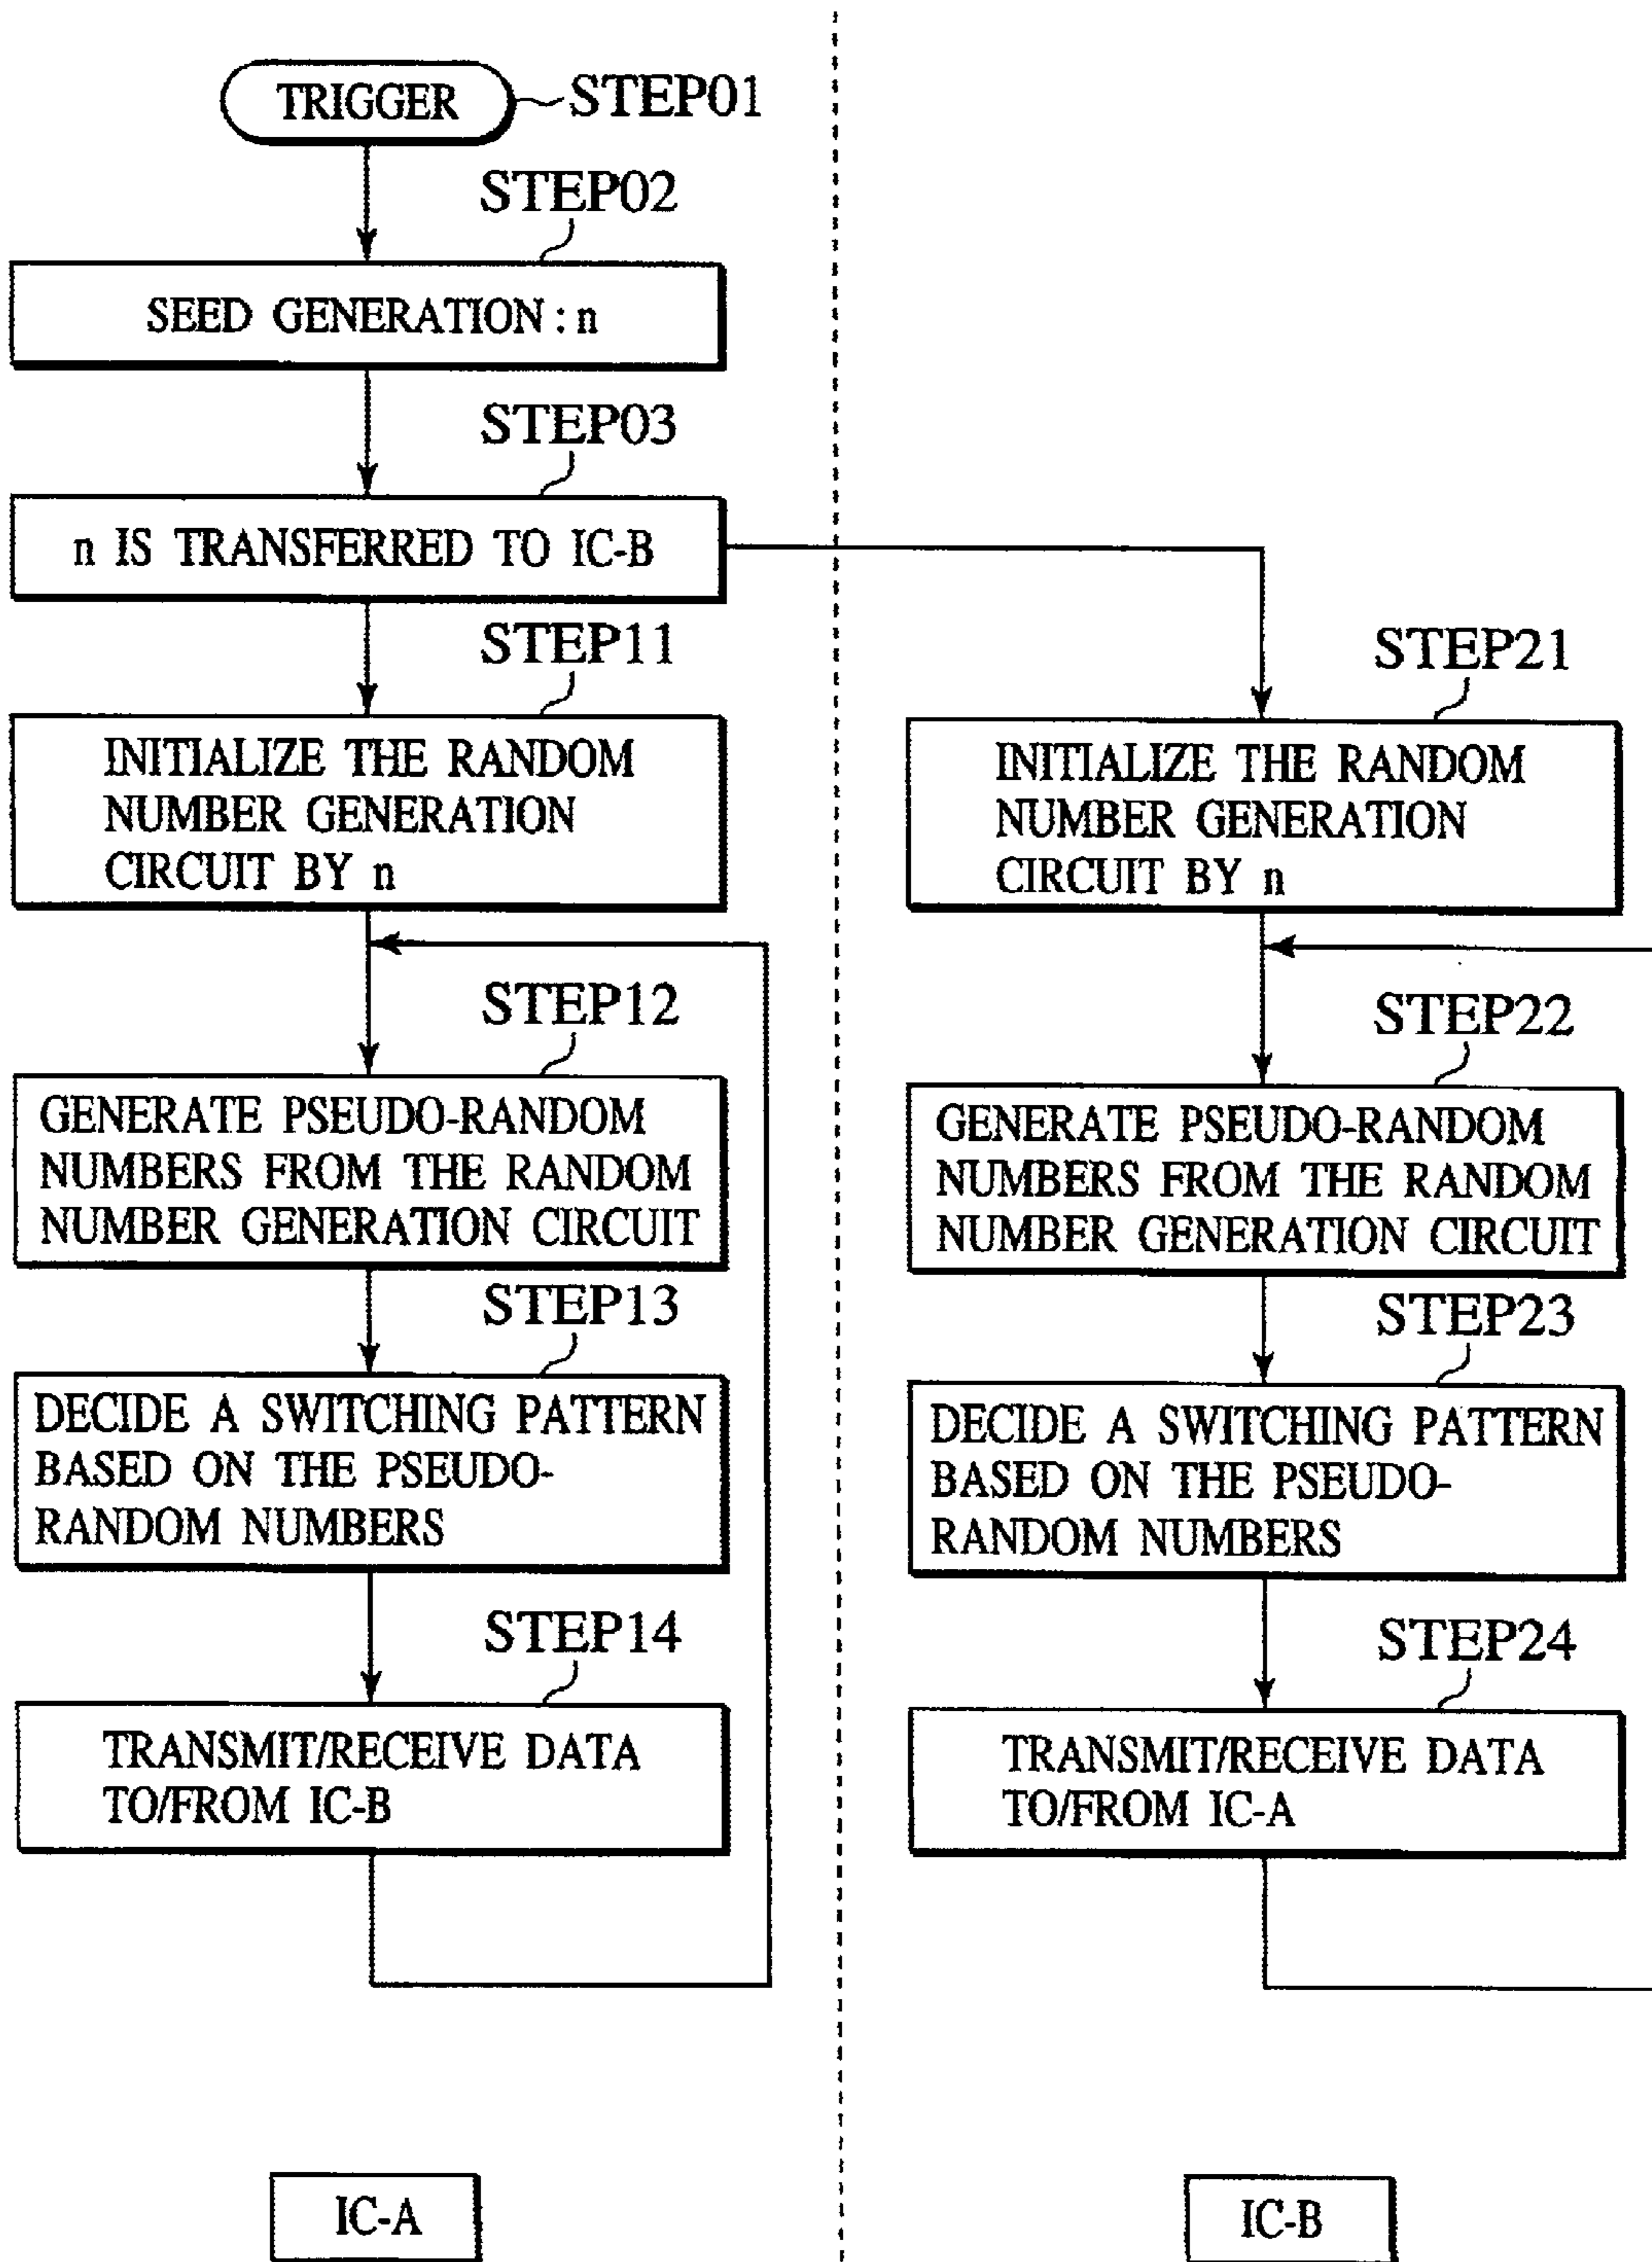 TRIGGER
STEP01
STEP02
SEED GENERATION : n
STEP03
n IS TRANSFERRED TO IC-B
STEP11
INITIALIZE THE RANDOM
NUMBER GENERATION
CIRCUIT BY n
STEP12
GENERATE PSEUDO-RANDOM
NUMBERS FROM THE RANDOM
NUMBER GENERATION CIRCUIT
STEP13
DECIDE A SWITCHING PATTERN
BASED ON THE PSEUDO-
RANDOM NUMBERS
STEP14
TRANSMIT/RECEIVE DATA
TO/FROM IC-B
IC-A
STEP21
INITIALIZE THE RANDOM
NUMBER GENERATION
CIRCUIT BY n
STEP22
GENERATE PSEUDO-RANDOM
NUMBERS FROM THE RANDOM
NUMBER GENERATION CIRCUIT
STEP23
DECIDE A SWITCHING PATTERN
BASED ON THE PSEUDO-
RANDOM NUMBERS
STEP24
TRANSMIT/RECEIVE DATA
TO/FROM IC-A
IC-B